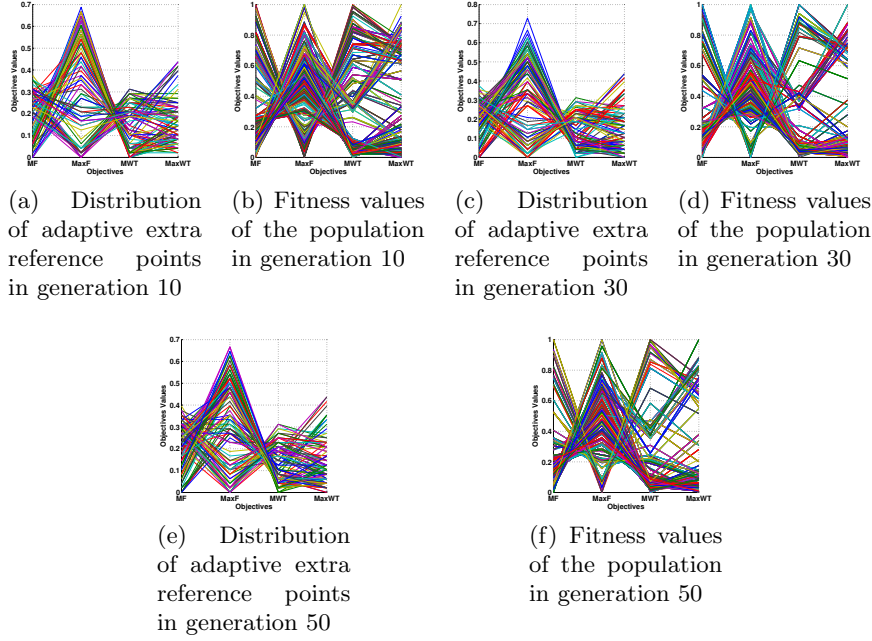 0.7
0.6
0.5
0.4
0.3
0.2
0.1
0
Objectives Values
MF
MaxF
MWT
MaxWT
Objectives
(a) Distribution
of adaptive extra
reference points
in generation 10
1
0.8
0.6
0.4
0.2
0
Objectives Values
MF
MaxF
MWT
MaxWT
Objectives
(b) Fitness values
of the population
in generation 10
0.8
0.7
0.6
0.5
0.4
0.3
0.2
0.1
0
Objectives Values
MF
MaxF
MWT
MaxWT
Objectives
(c) Distribution
of adaptive extra
reference points
in generation 30
1
0.8
0.6
0.4
0.2
0
Objectives Values
MF
MaxF
MWT
MaxWT
Objectives
(d) Fitness values
of the population
in generation 30
0.7
0.6
0.5
0.4
0.3
0.2
0.1
0
Objectives Values
MF
MaxF
MWT
MaxWT
Objectives
(e) Distribution
of adaptive extra
reference points
in generation 50
1
0.8
0.6
0.4
0.2
0
Objectives Values
MF
MaxF
MWT
MaxWT
Objectives
(f) Fitness values
of the population
in generation 50